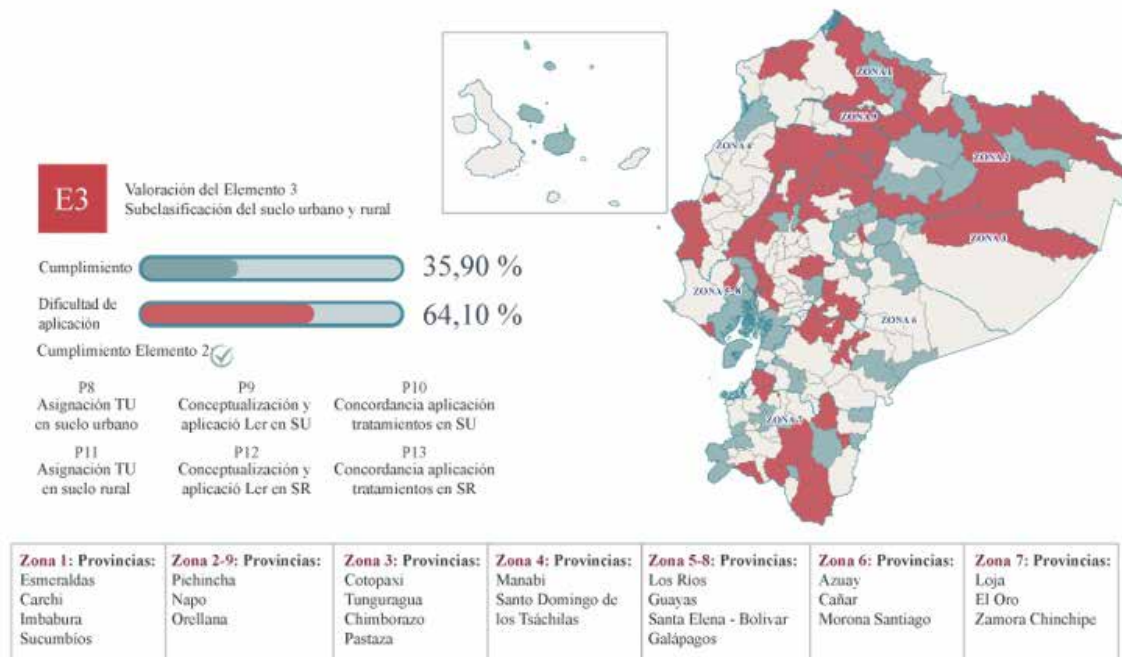 E3
Valoración del Elemento 3
Subclasificación del suelo urbano y rural
Cumplimiento
35,90 %
Dificultad de
aplicación
64,10 %
Cumplimiento Elemento 2:
P8
Asignación TU
en suelo urbano
P9
Conceptualización y
aplicació Ler en SU
P10
Concordancia aplicación
tratamientos en SU
P11
Asignación TU
en suelo rural
P12
Conceptualización y
aplicació Ler en SR
P13
Concordancia aplicación
tratamientos en SR
ZONA 1
ZONA 9
ZONA 4
ZONA 2
ZONA 3
ZONA 5-8
ZONA 6
ZONA 7
Zona 1: Provincias:
Esmeraldas
Carchi
Imbabura
Sucumbíos
Zona 2-9: Provincias:
Pichincha
Napo
Orellana
Zona 3: Provincias:
Cotopaxi
Tunguragua
Chimborazo
Pastaza
Zona 4: Provincias:
Manabi
Santo Domingo de
los Tsáchilas
Zona 5-8: Provincias:
Los Ríos
Guayas
Santa Elena - Bolivar
Galápagos
Zona 6: Provincias:
Azuay
Cañar
Morona Santiago
Zona 7: Provincias:
Loja
El Oro
Zamora Chinchipe